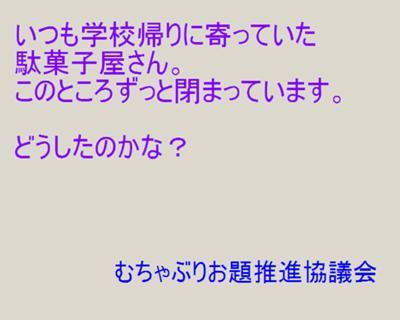 いつも学校帰りに寄っていた
駄菓子屋さん。
このところずっと閉まっています。
どうしたのかな？
むちゃぶりお題推進協議会